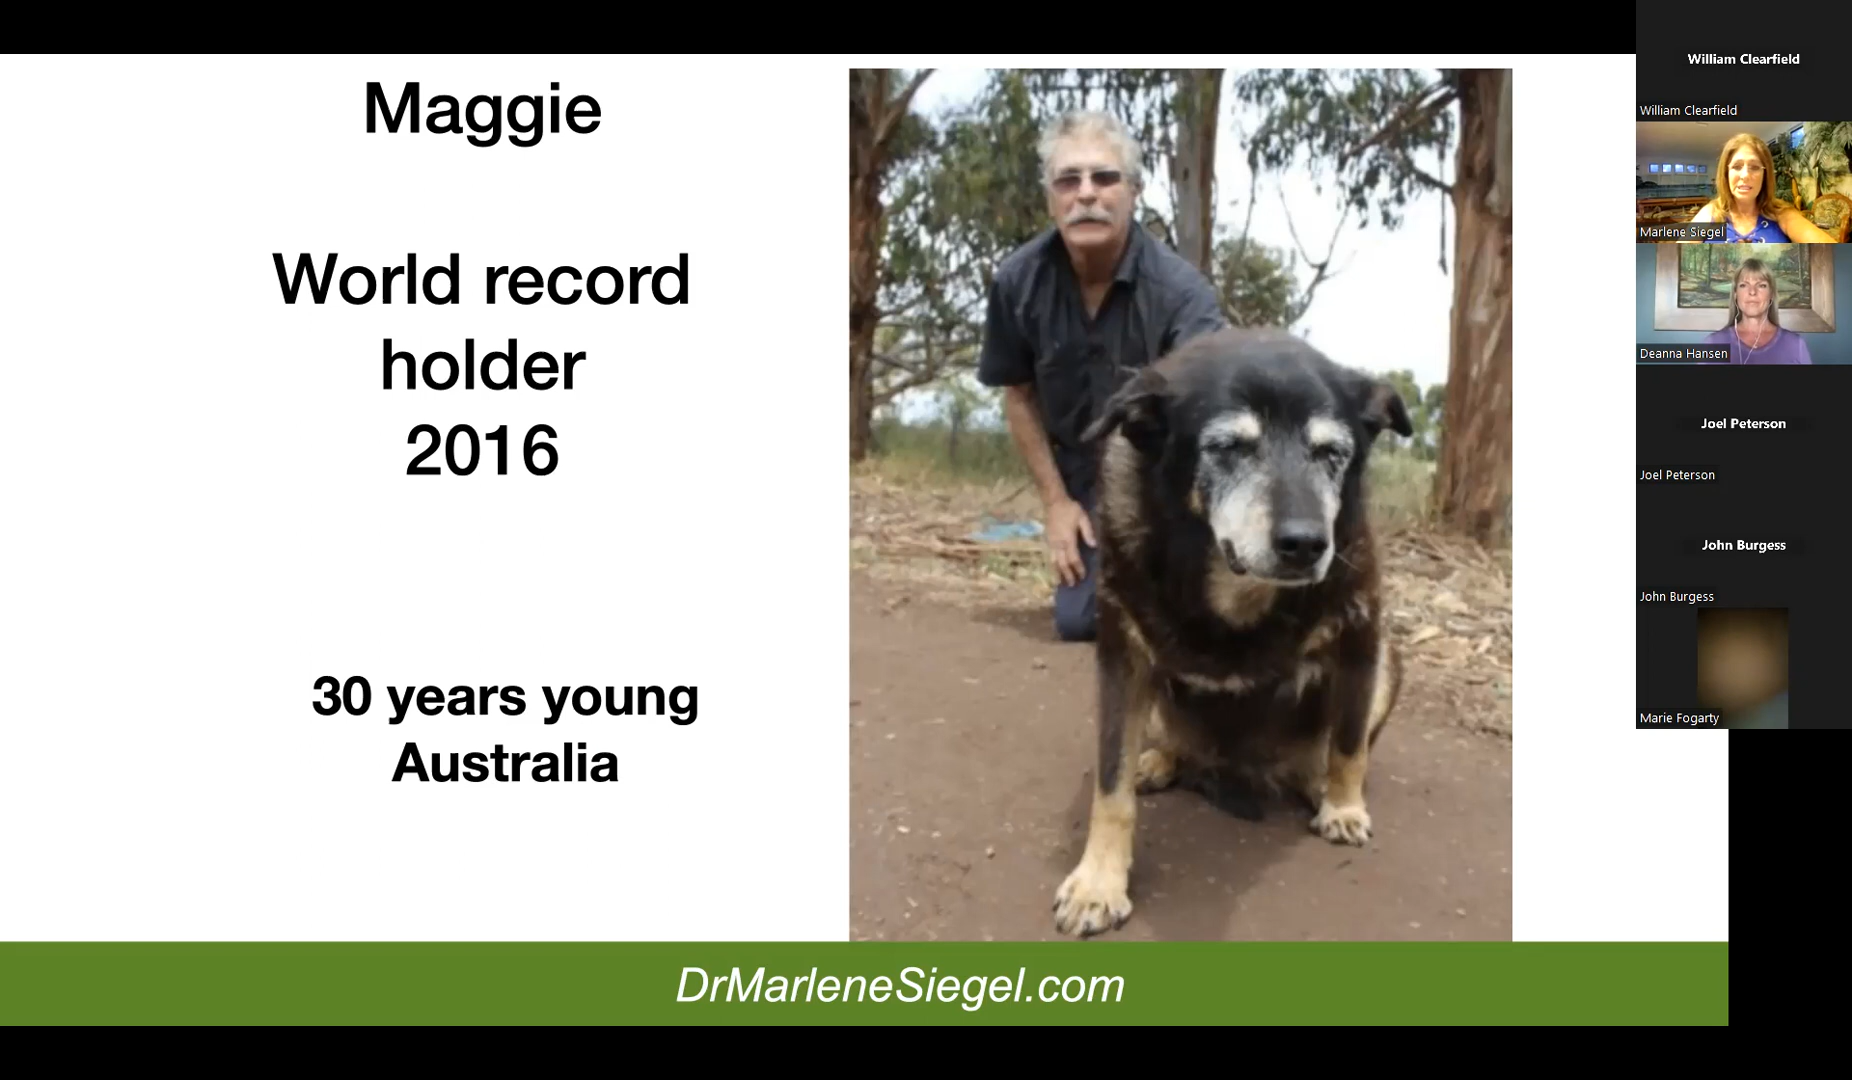 Maggie
World record
holder
2016
30 years young
Australia
DrMarleneSiegel.com
William Clearfield
William Clearfield
Marlene Siegel
Deanna Hansen
Joel Peterson
Joel Peterson
John Burgess
John Burgess
Marie Fogarty